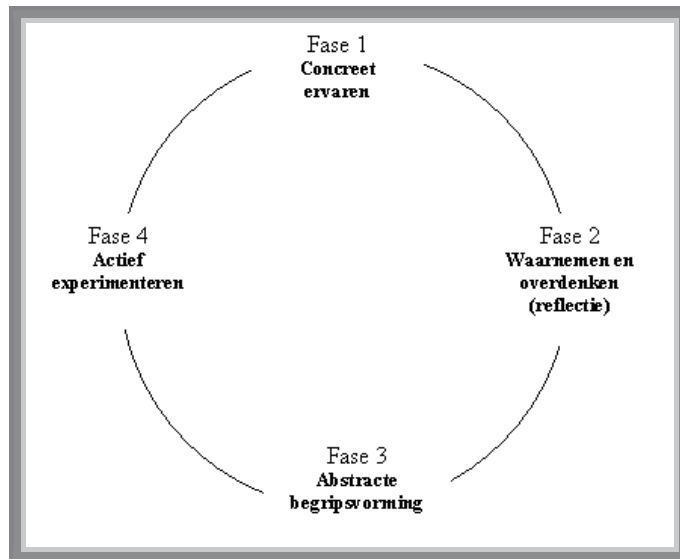 Fase 1
Concreet
ervaren
Fase 2
Waarnemen en
overdenken
(reflectie)
Fase 3
Abstracte
begripsvorming
Fase 4
Actief
experimenteren